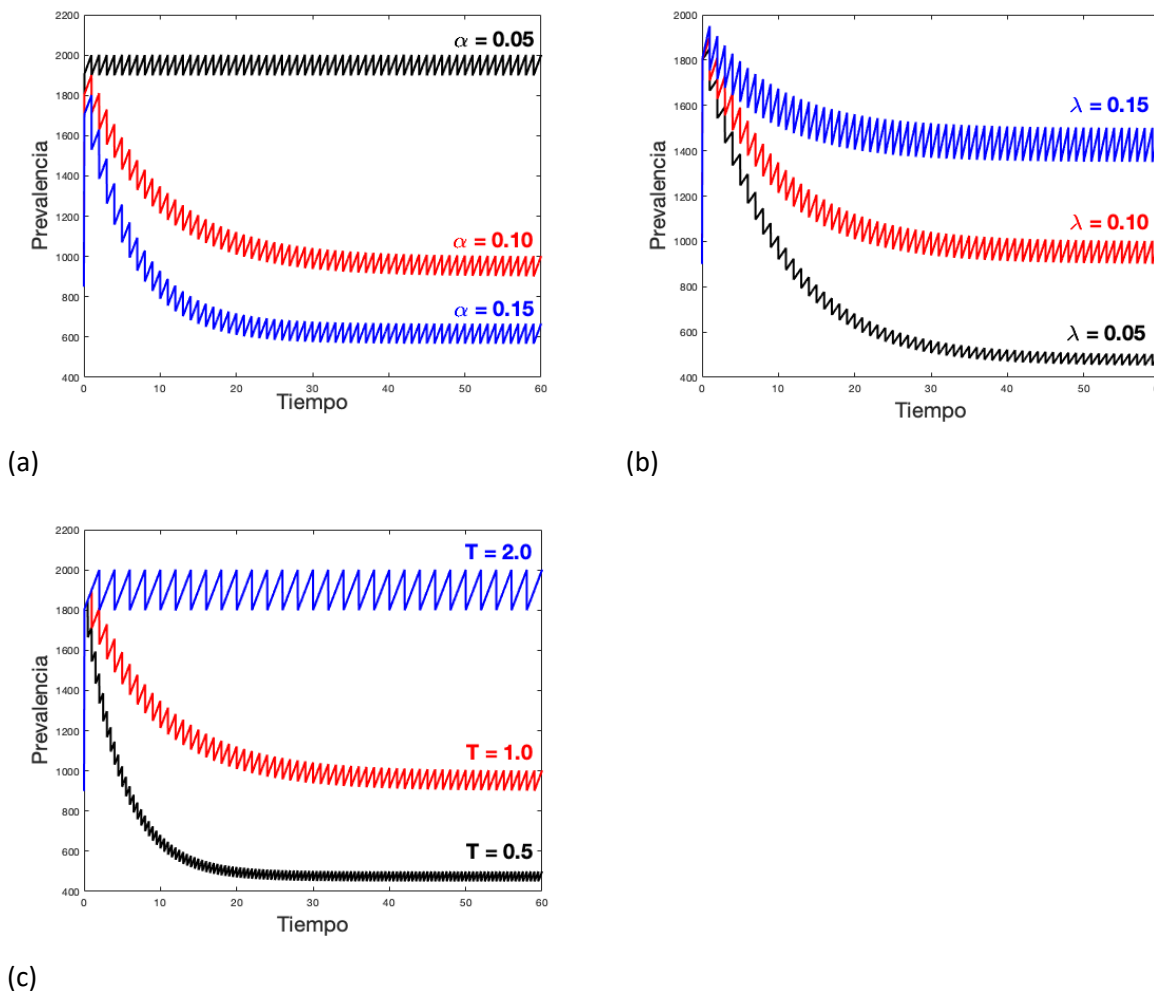 2200
2000
1800
1600
1400
1200
1000
800
600
400
Prevalencia
α = 0.05
α = 0.10
α = 0.15
0 10 20 30 40 50 60
Tiempo
(a)
2000
1800
1600
1400
1200
1000
800
600
400
Prevalencia
λ = 0.15
λ = 0.10
λ = 0.05
0 10 20 30 40 50 60
Tiempo
(b)
2200
2000
1800
1600
1400
1200
1000
800
600
400
Prevalencia
T = 2.0
T = 1.0
T = 0.5
0 10 20 30 40 50 60
Tiempo
(c)